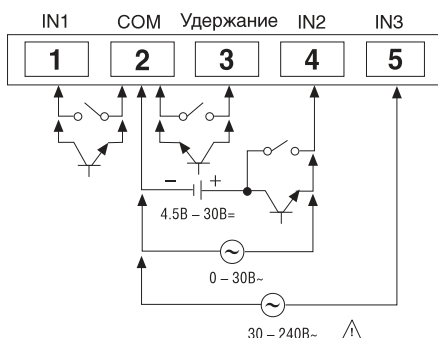 IN1 COM Удержание IN2 IN3
1 2 3 4 5
– +
4.5В – 30В=
0 – 30В~
30 – 240В~ !